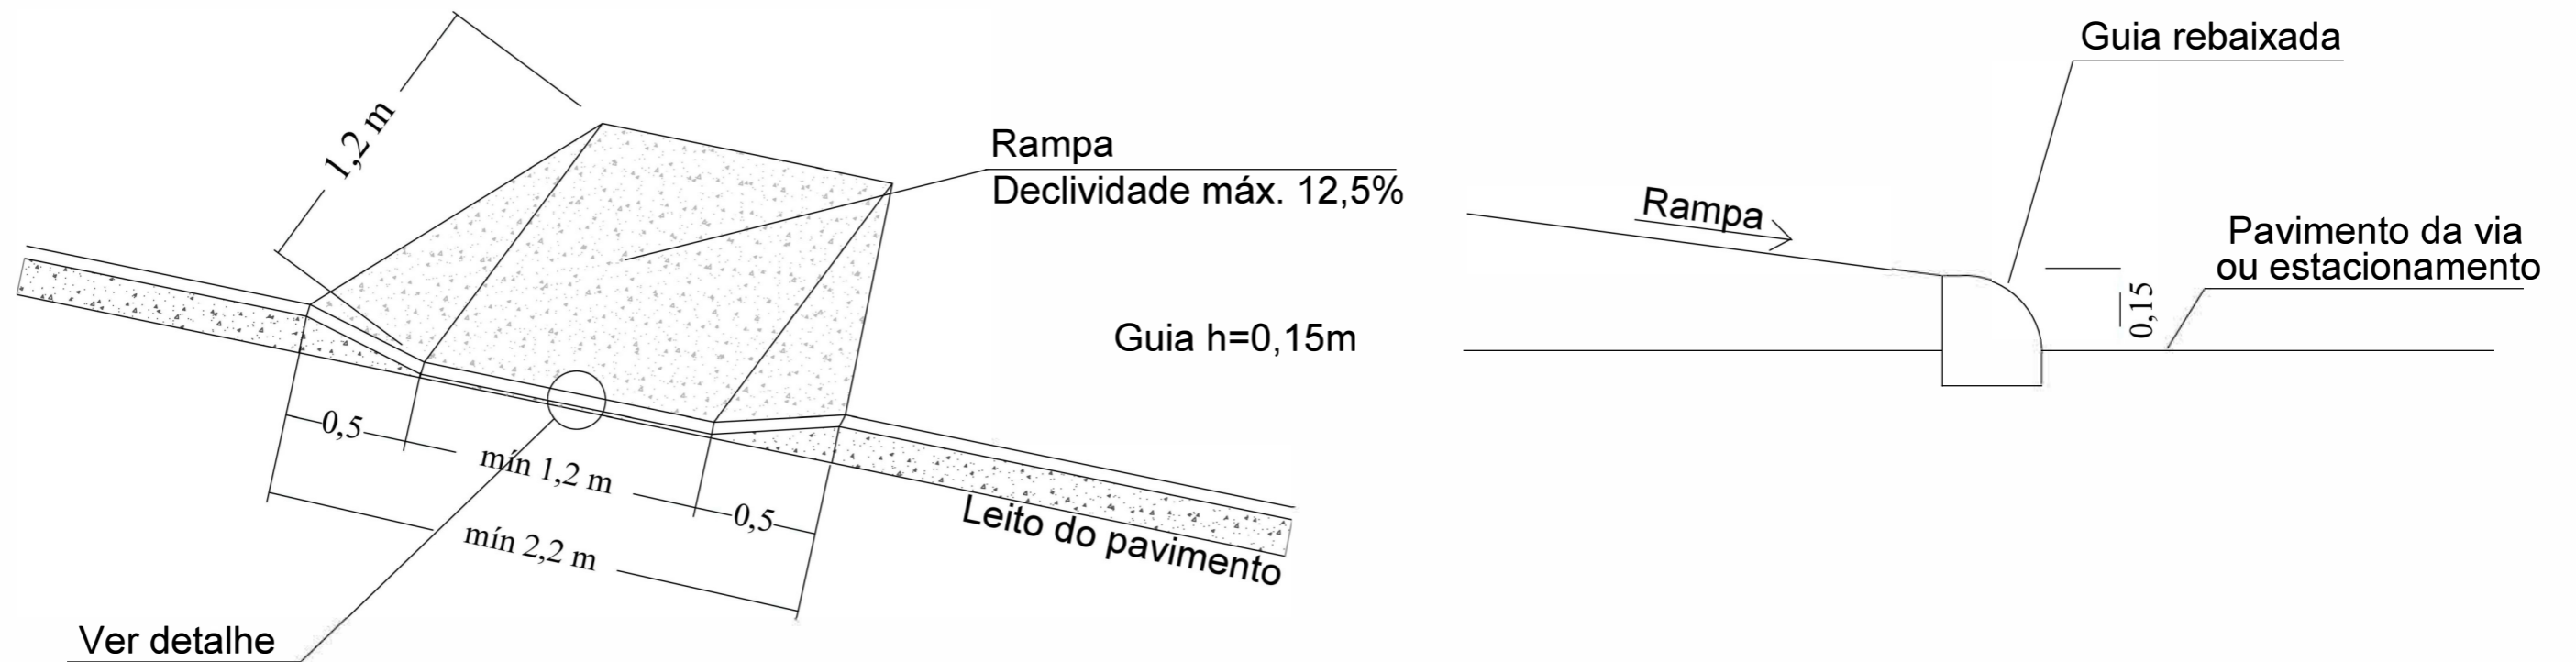 1,2 m
Rampa
Declividade máx. 12,5%
Guia h=0,15m
0,5
mín 1,2 m
0,5
mín 2,2 m
Leito do pavimento
Ver detalhe
Guia rebaixada
Rampa
Pavimento da via
ou estacionamento
0,15